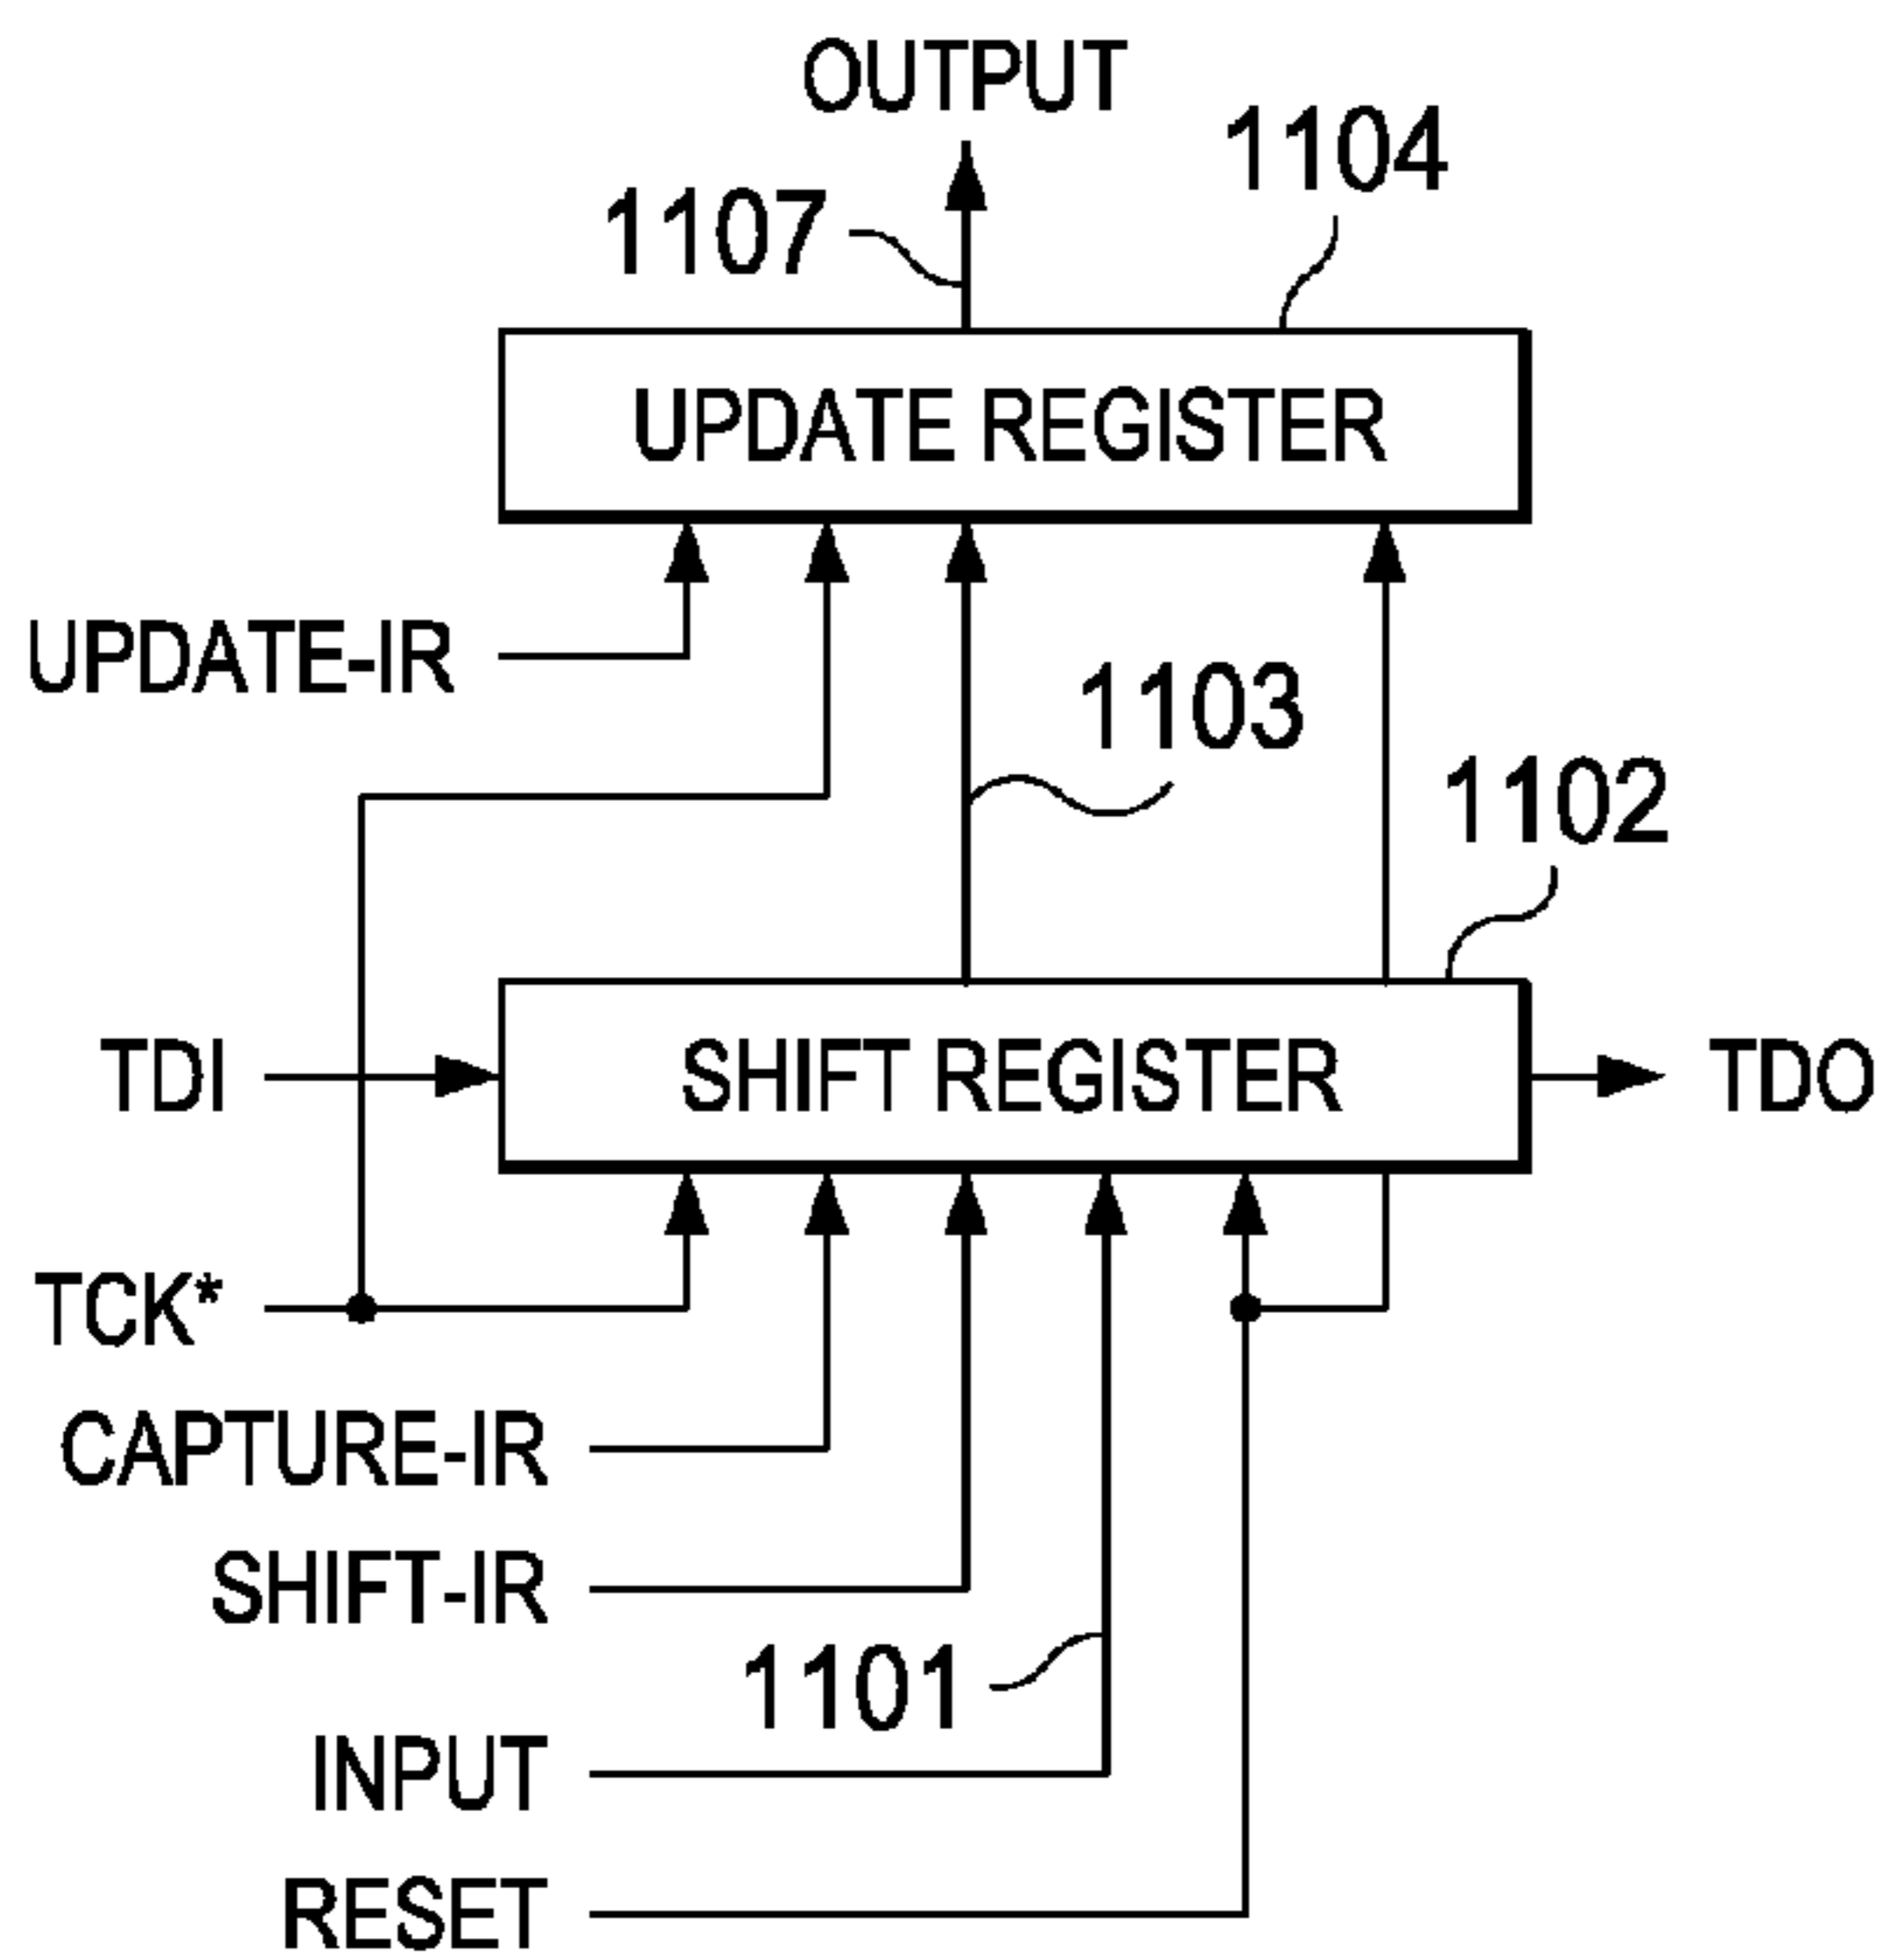 OUTPUT
1104
1107
UPDATE REGISTER
UPDATE-IR
1103
1102
TDI
SHIFT REGISTER
TDO
TCK*
CAPTURE-IR
SHIFT-IR
1101
INPUT
RESET